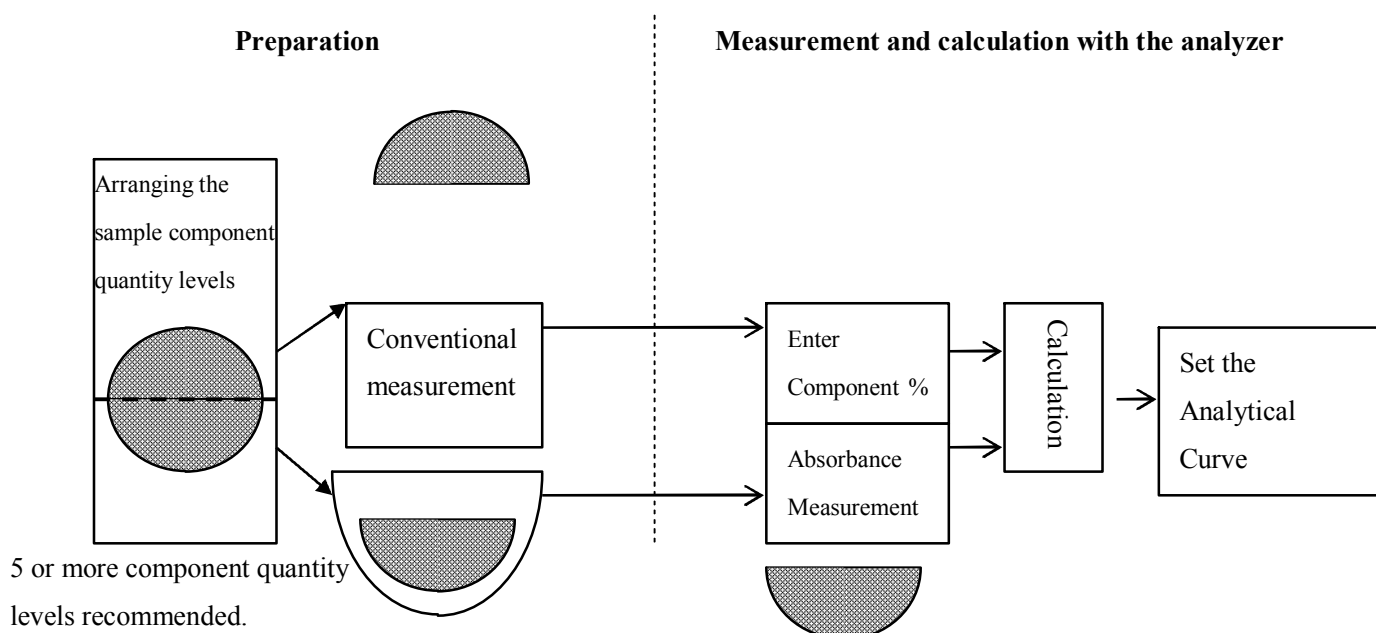 Preparation
Measurement and calculation with the analyzer
Arranging the
sample component
quantity levels
Conventional
measurement
Enter
Component %
Absorbance
Measurement
Calculation
Set the
Analytical
Curve
5 or more component quantity
levels recommended.